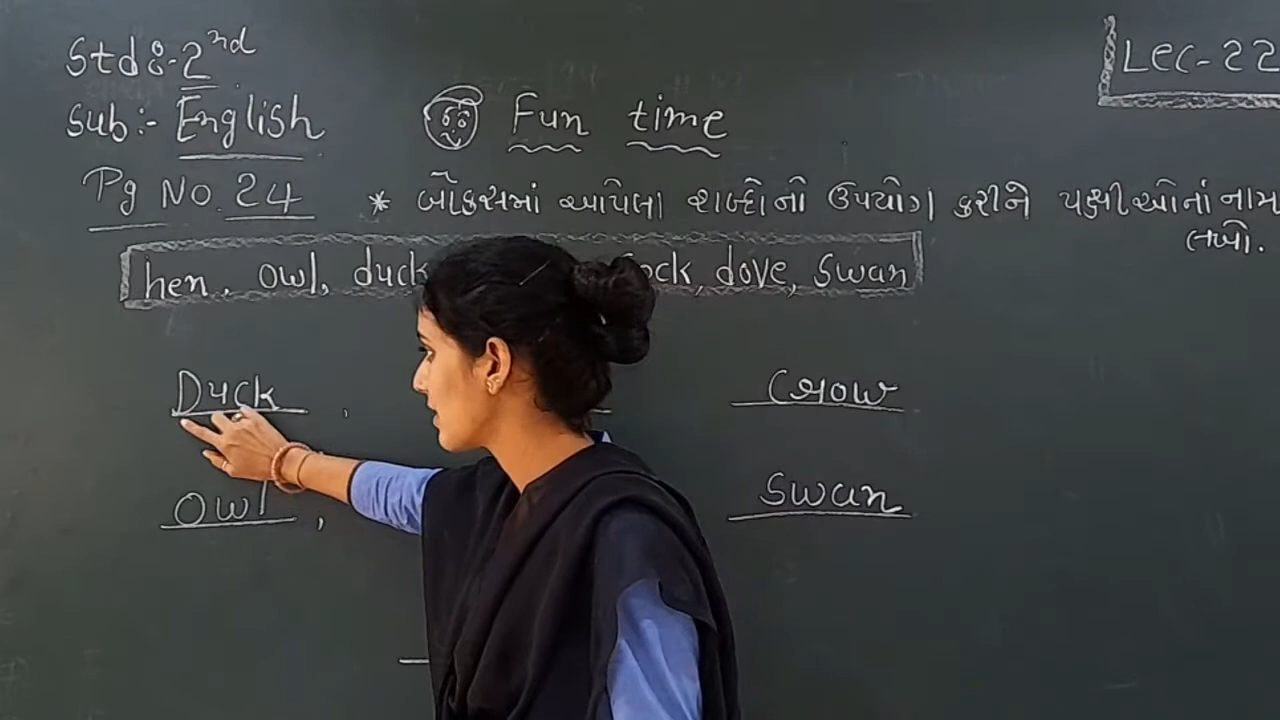 Std:-2nd
Lec-22
Sub:- English
Fun time
Pg No. 24
* બોક્સમાં આપેલા શબ્દોનો ઉપયોગ કરીને પક્ષીઓનાં નામ
લખો.
hen, owl, duck ock, dove, swan
Duck, Crow
owl, Swan